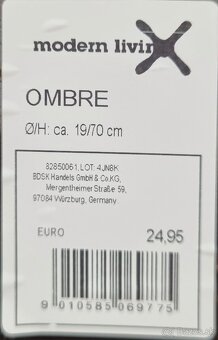 modern living
OMBRE
Ø/H: ca. 19/70 cm
82850061, LOT: 4JN8K
BDSK Handels GmbH & Co.KG,
Mergentheimer Straße 59,
97084 Würzburg, Germany
EURO 24,95
9 010585 069775